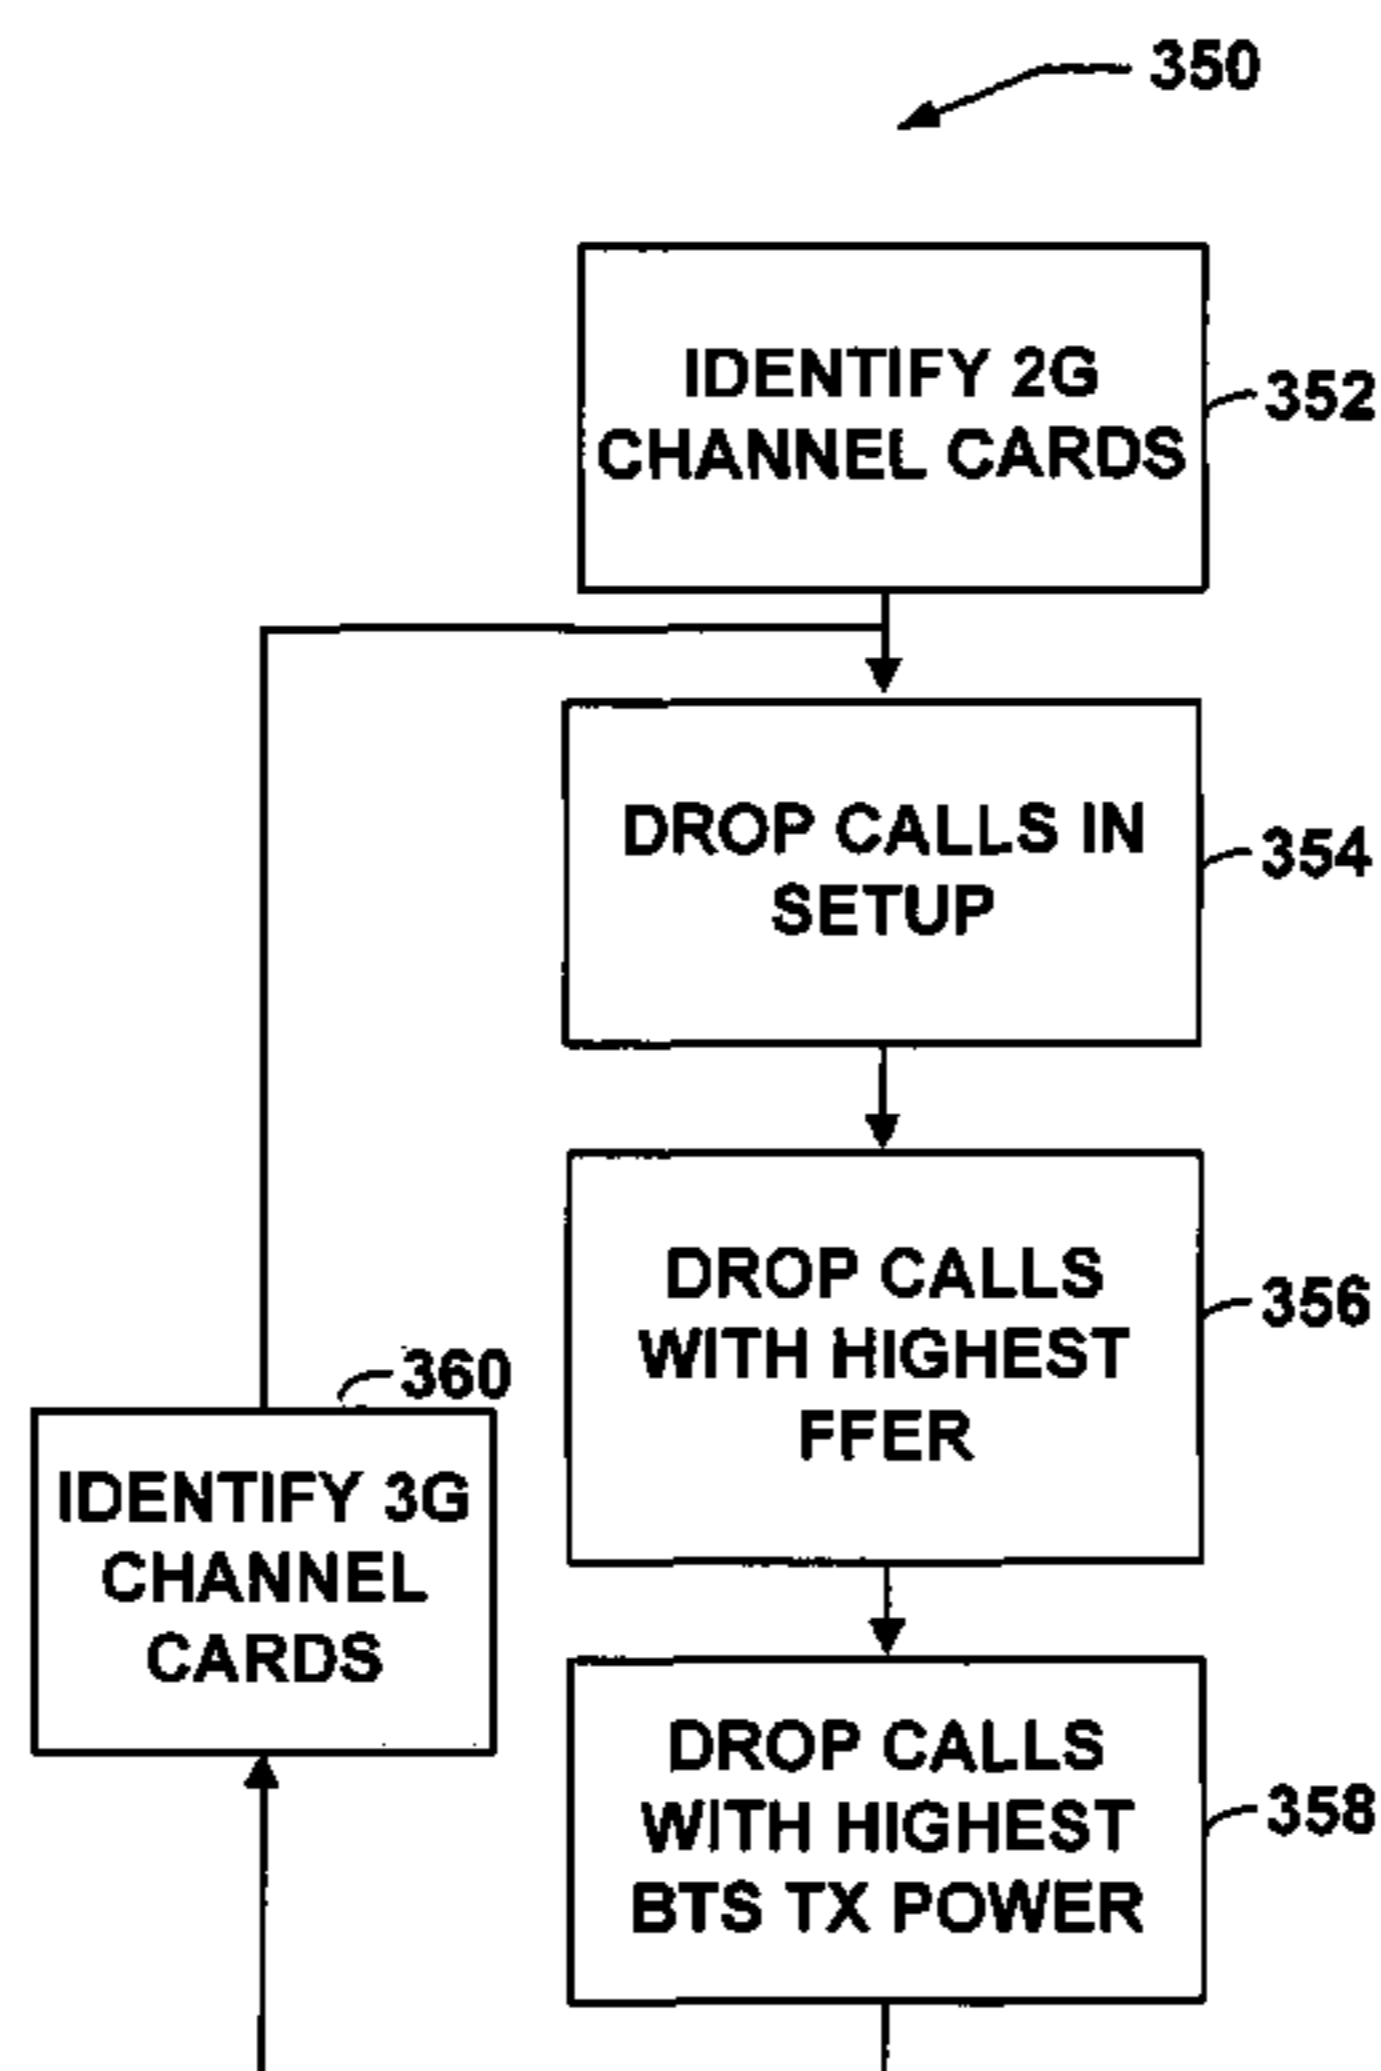 350
IDENTIFY 2G
CHANNEL CARDS
352
DROP CALLS IN
SETUP
354
DROP CALLS
WITH HIGHEST
FFER
356
360
IDENTIFY 3G
CHANNEL
CARDS
DROP CALLS
WITH HIGHEST
BTS TX POWER
358